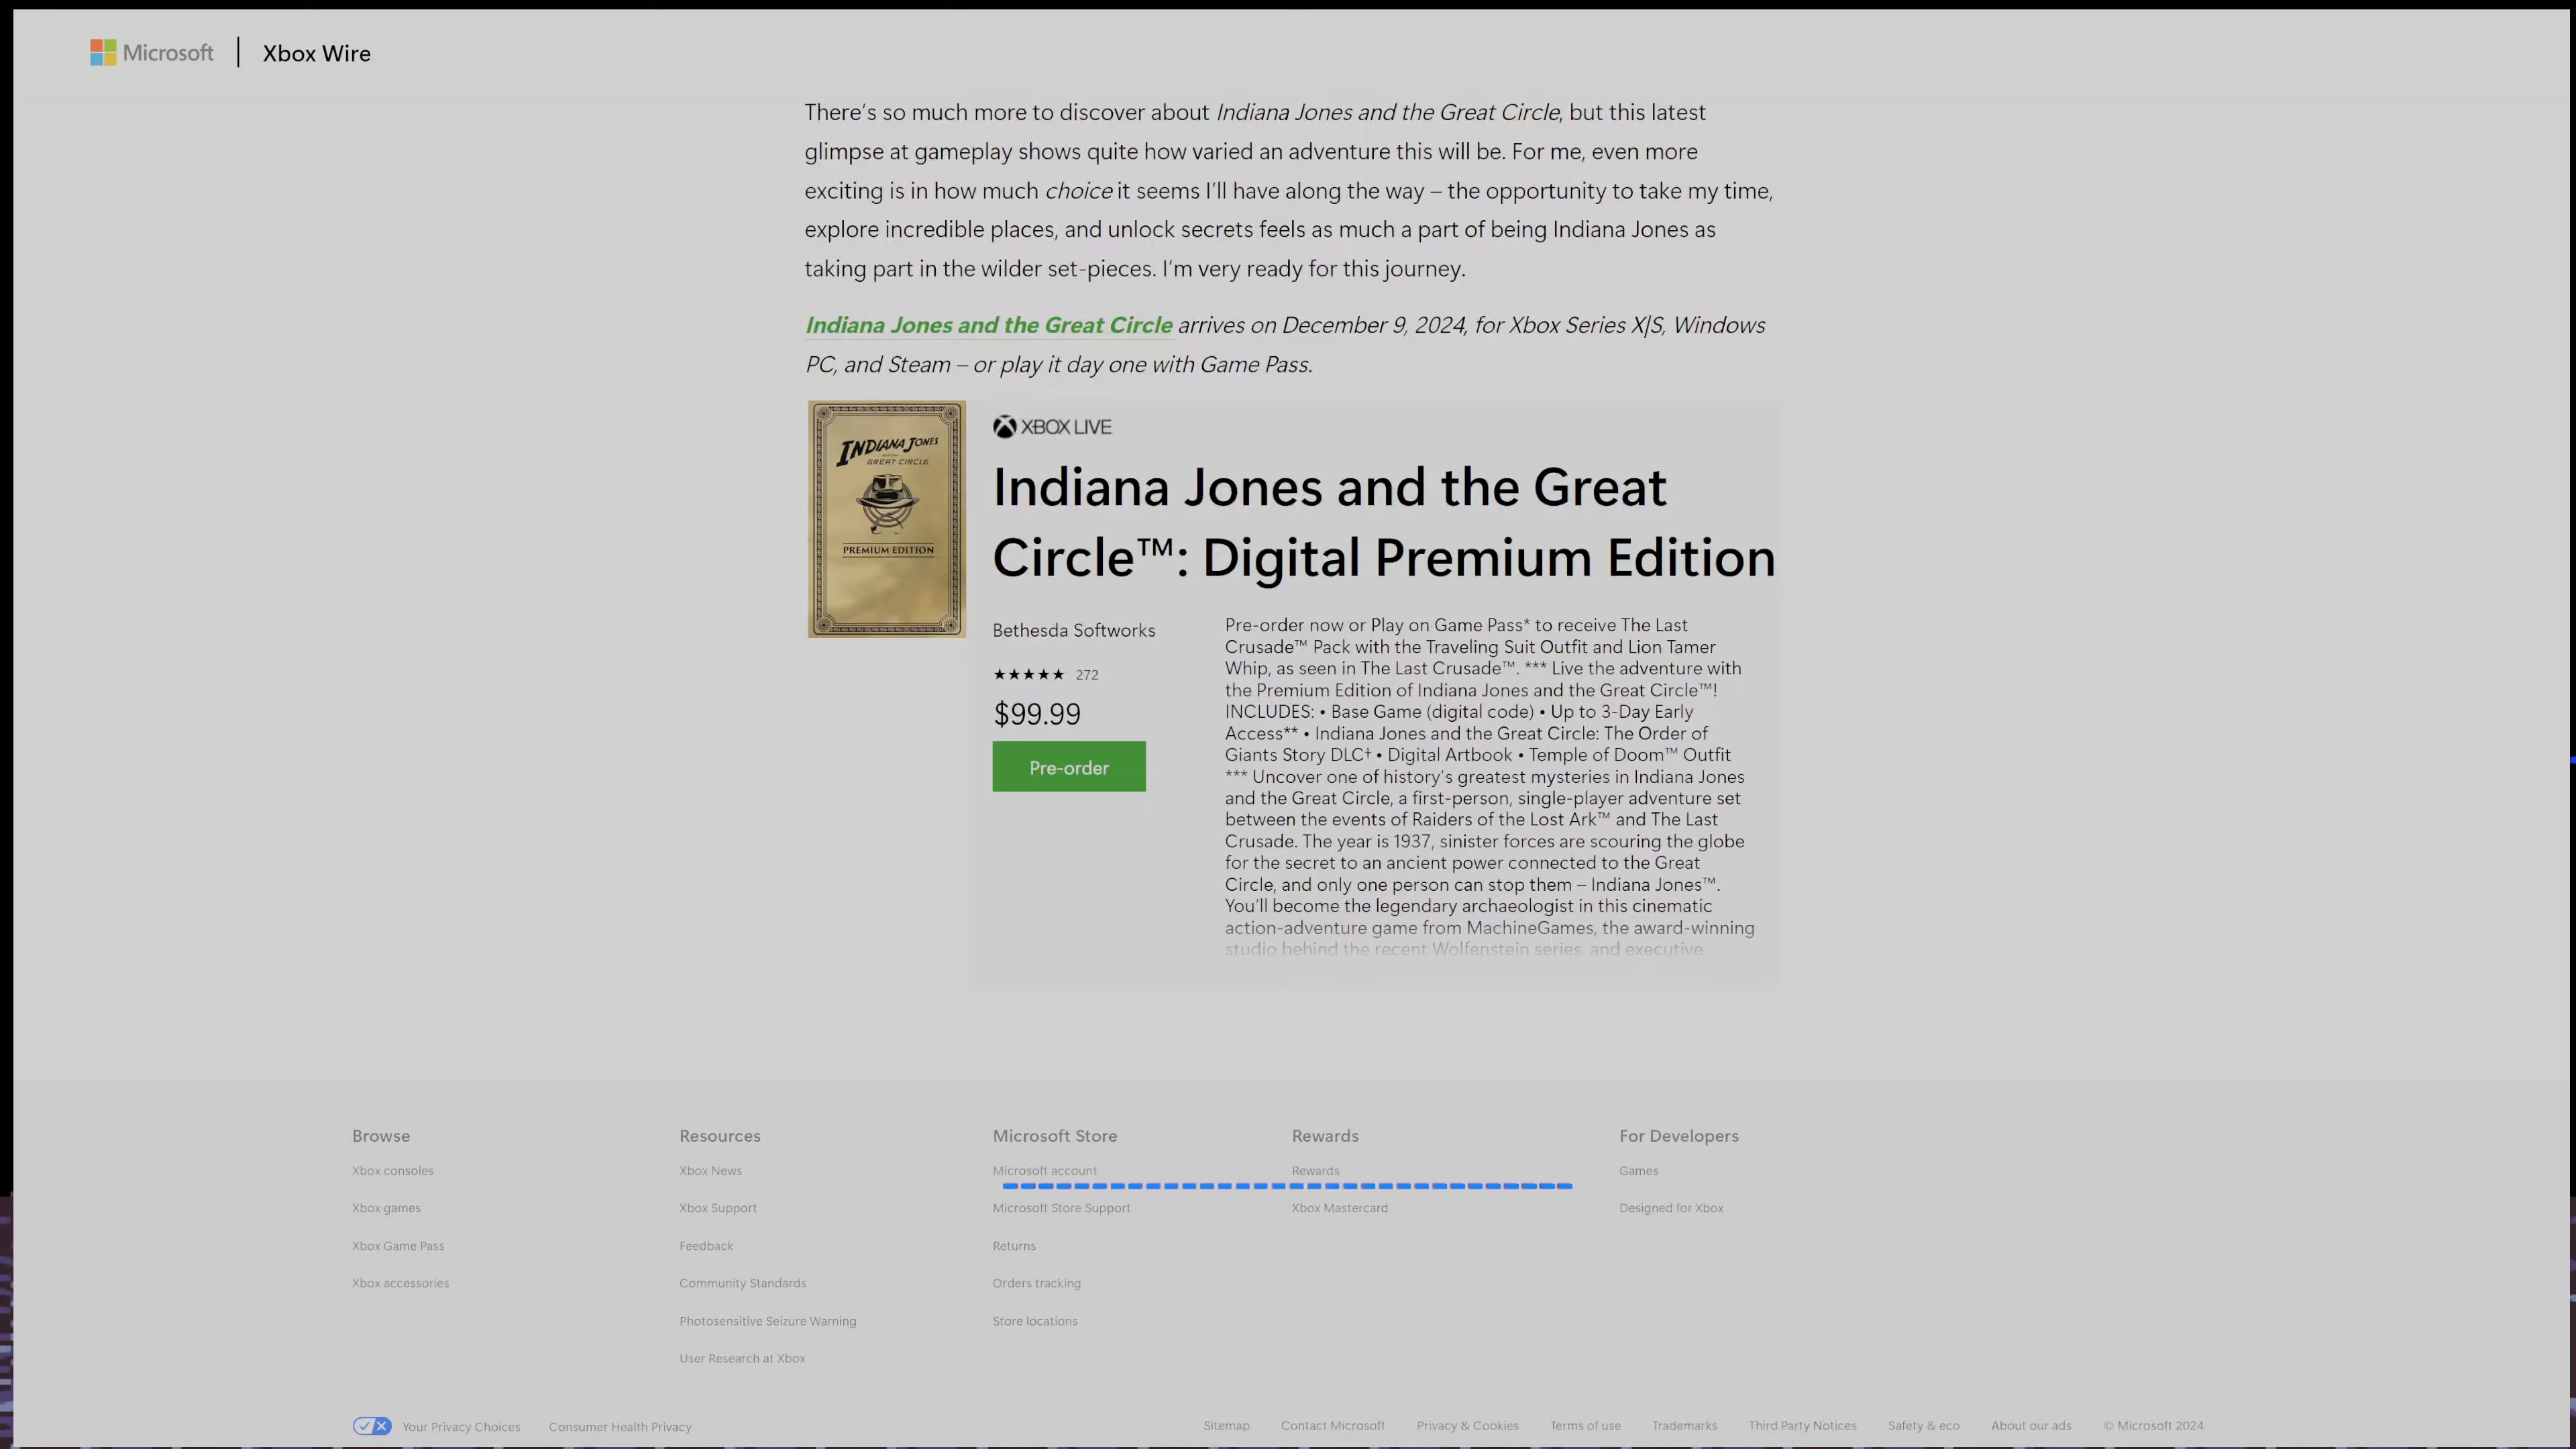 Microsoft | Xbox Wire
There's so much more to discover about Indiana Jones and the Great Circle, but this latest
glimpse at gameplay shows quite how varied an adventure this will be. For me, even more
exciting is in how much choice it seems I'll have along the way – the opportunity to take my time,
explore incredible places, and unlock secrets feels as much a part of being Indiana Jones as
taking part in the wilder set-pieces. I'm very ready for this journey.
Indiana Jones and the Great Circle arrives on December 9, 2024, for Xbox Series X|S, Windows
PC, and Steam – or play it day one with Game Pass.
INDIANA JONES
GREAT CIRCLE
PREMIUM EDITION
XBOX LIVE
Indiana Jones and the Great
Circle™: Digital Premium Edition
Bethesda Softworks
★★★★★ 272
$99.99
Pre-order
Pre-order now or Play on Game Pass* to receive The Last
Crusade™ Pack with the Traveling Suit Outfit and Lion Tamer
Whip, as seen in The Last Crusade™. *** Live the adventure with
the Premium Edition of Indiana Jones and the Great Circle™!
INCLUDES: • Base Game (digital code) • Up to 3-Day Early
Access** • Indiana Jones and the Great Circle: The Order of
Giants Story DLC† • Digital Artbook • Temple of Doom™ Outfit
*** Uncover one of history's greatest mysteries in Indiana Jones
and the Great Circle, a first-person, single-player adventure set
between the events of Raiders of the Lost Ark™ and The Last
Crusade. The year is 1937, sinister forces are scouring the globe
for the secret to an ancient power connected to the Great
Circle, and only one person can stop them – Indiana Jones™.
You'll become the legendary archaeologist in this cinematic
action-adventure game from MachineGames, the award-winning
studio behind the recent Wolfenstein series, and executive
Browse
Xbox consoles
Xbox games
Xbox Game Pass
Xbox accessories
Resources
Xbox News
Xbox Support
Feedback
Community Standards
Photosensitive Seizure Warning
User Research at Xbox
Microsoft Store
Microsoft account
Microsoft Store Support
Returns
Orders tracking
Store locations
Rewards
Rewards
Xbox Mastercard
For Developers
Games
Designed for Xbox
Your Privacy Choices Consumer Health Privacy Sitemap Contact Microsoft Privacy & Cookies Terms of use Trademarks Third Party Notices Safety & eco About our ads © Microsoft 2024